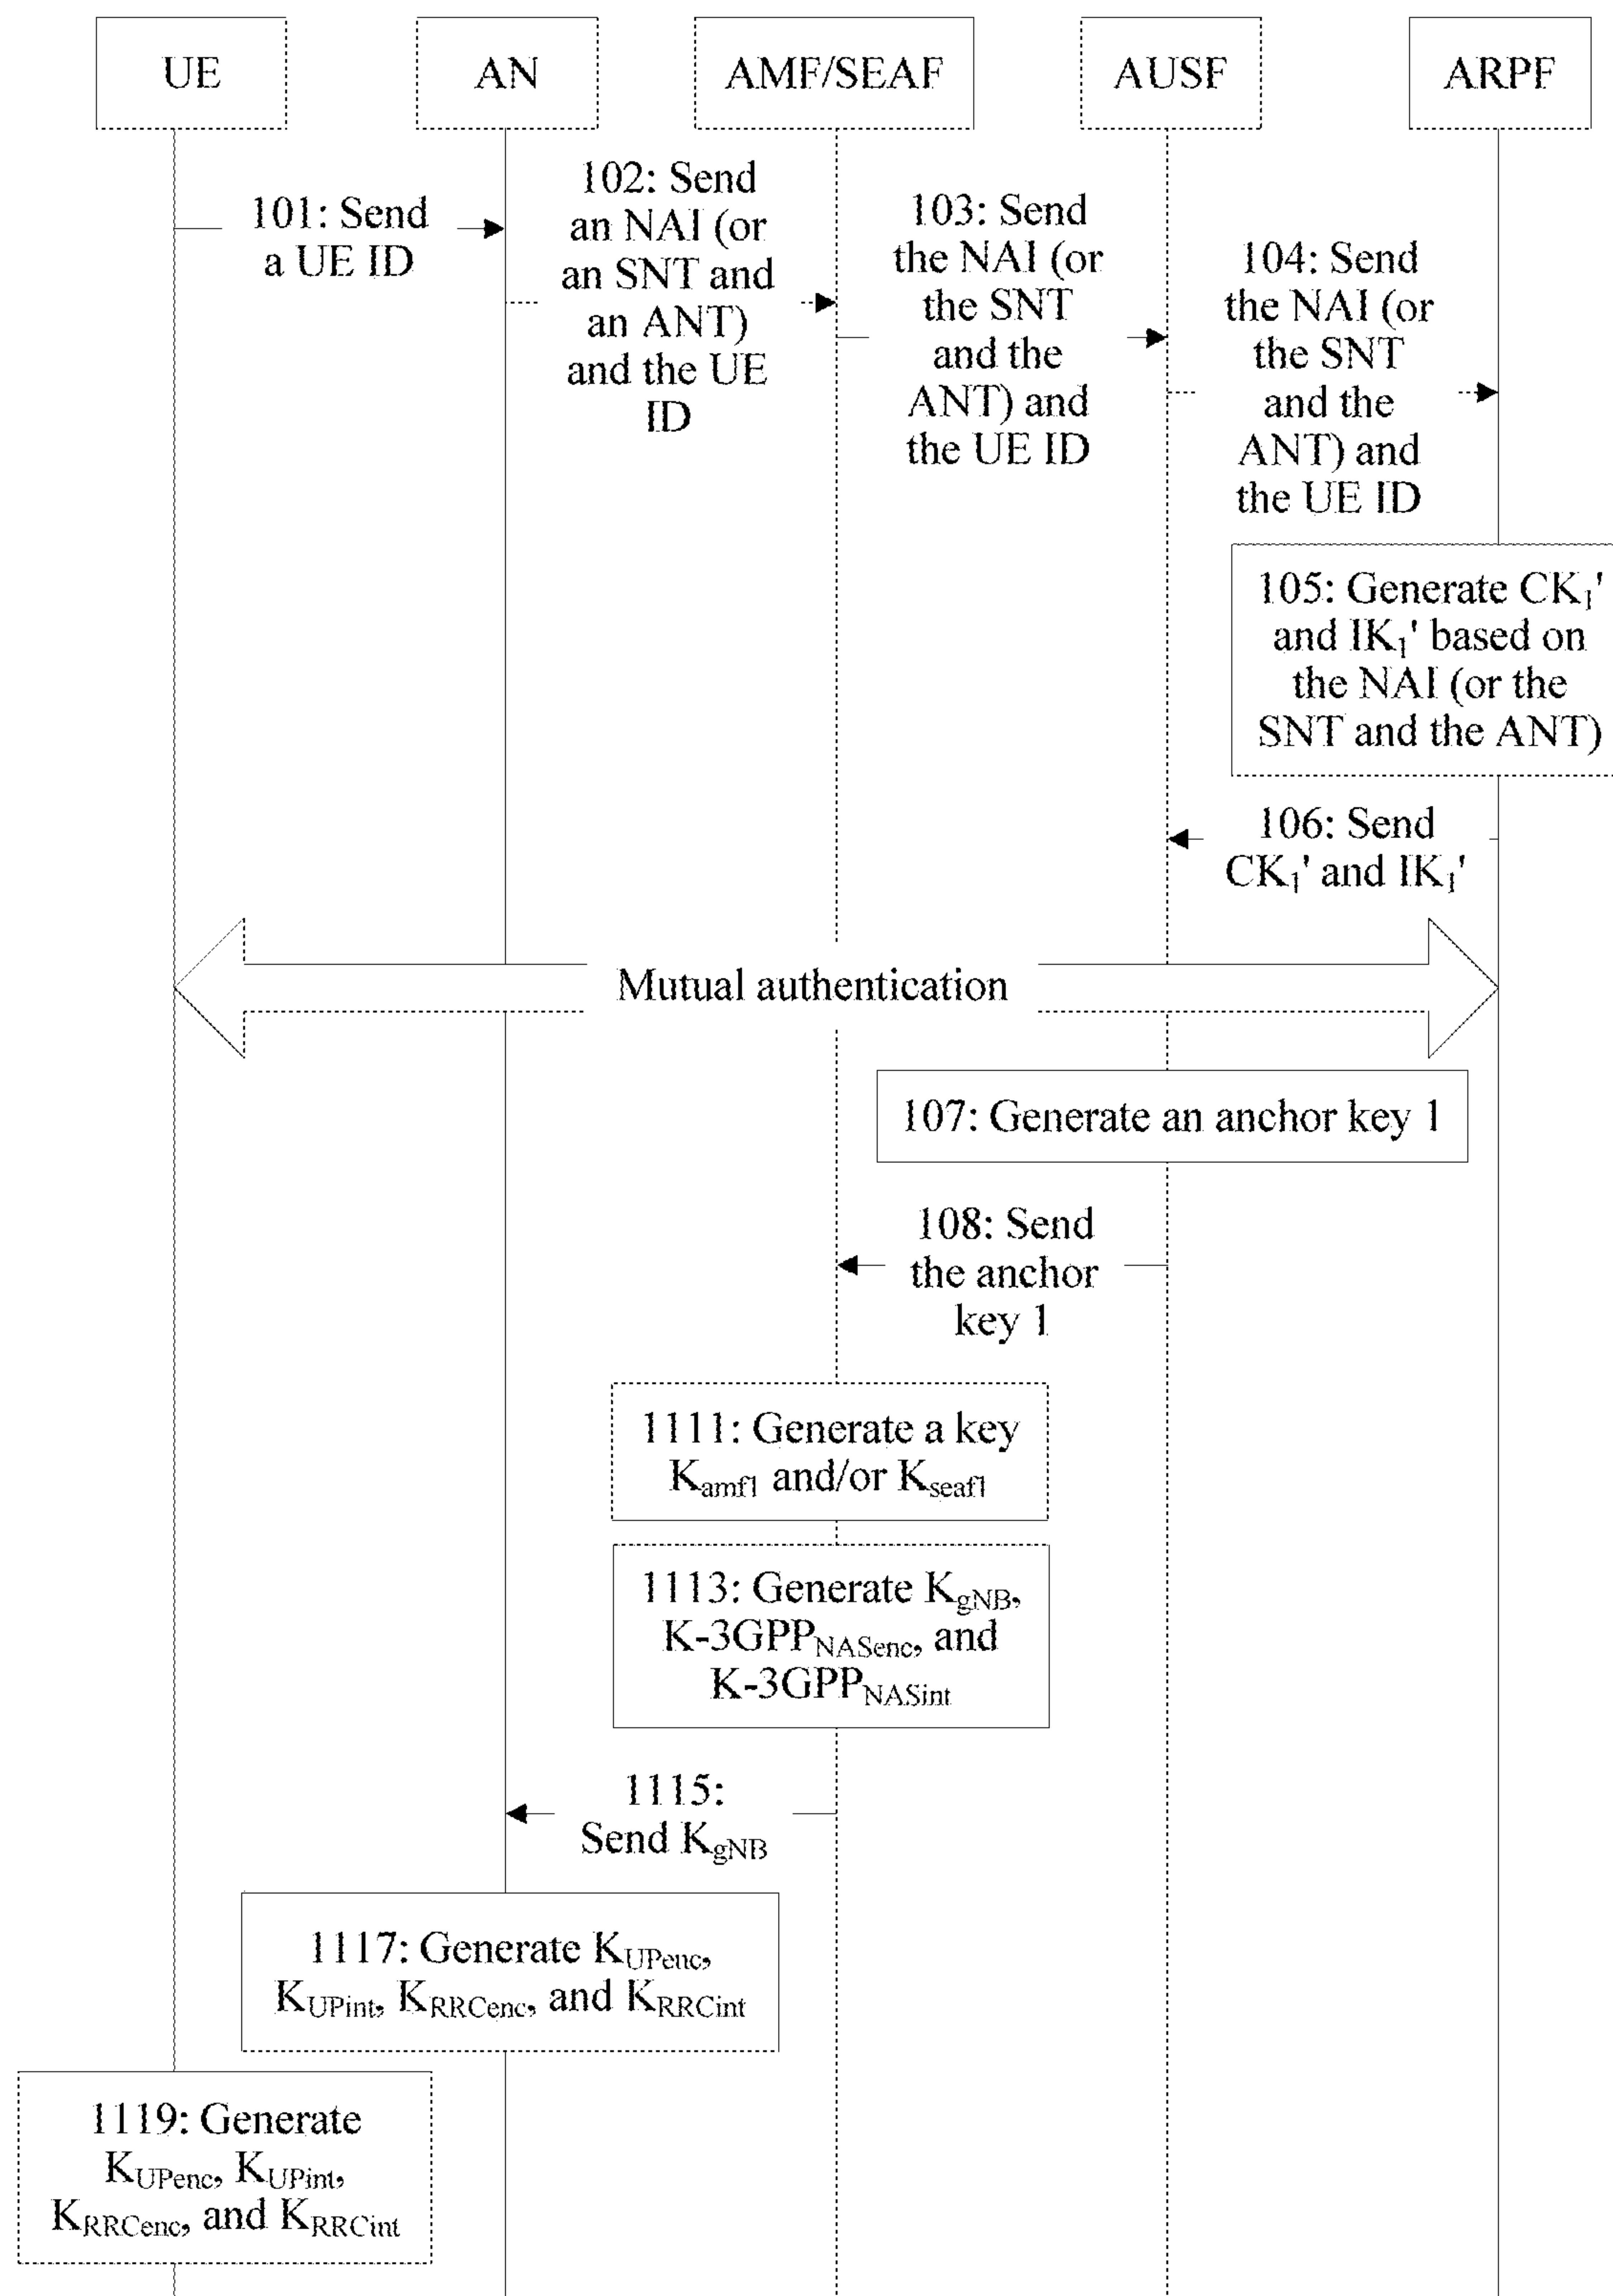 UE
AN
AMF/SEAF
AUSF
ARPF
101: Send
a UE ID
102: Send
an NAI (or
an SNT and
an ANT)
and the UE
ID
103: Send
the NAI (or
the SNT
and the
ANT) and
the UE ID
104: Send
the NAI (or
the SNT
and the
ANT) and
the UE ID
105: Generate CK₁'
and IK₁' based on
the NAI (or the
SNT and the ANT)
106: Send
CK₁' and IK₁'
Mutual authentication
107: Generate an anchor key 1
108: Send
the anchor
key 1
1111: Generate a key
Kamf1 and/or Kseaf1
1113: Generate KgNB,
K-3GPPNASenc, and
K-3GPPNASint
1115:
Send KgNB
1117: Generate KUPenc,
KUPint, KRRCenc, and KRRCint
1119: Generate
KUPenc, KUPint,
KRRCenc, and KRRCint